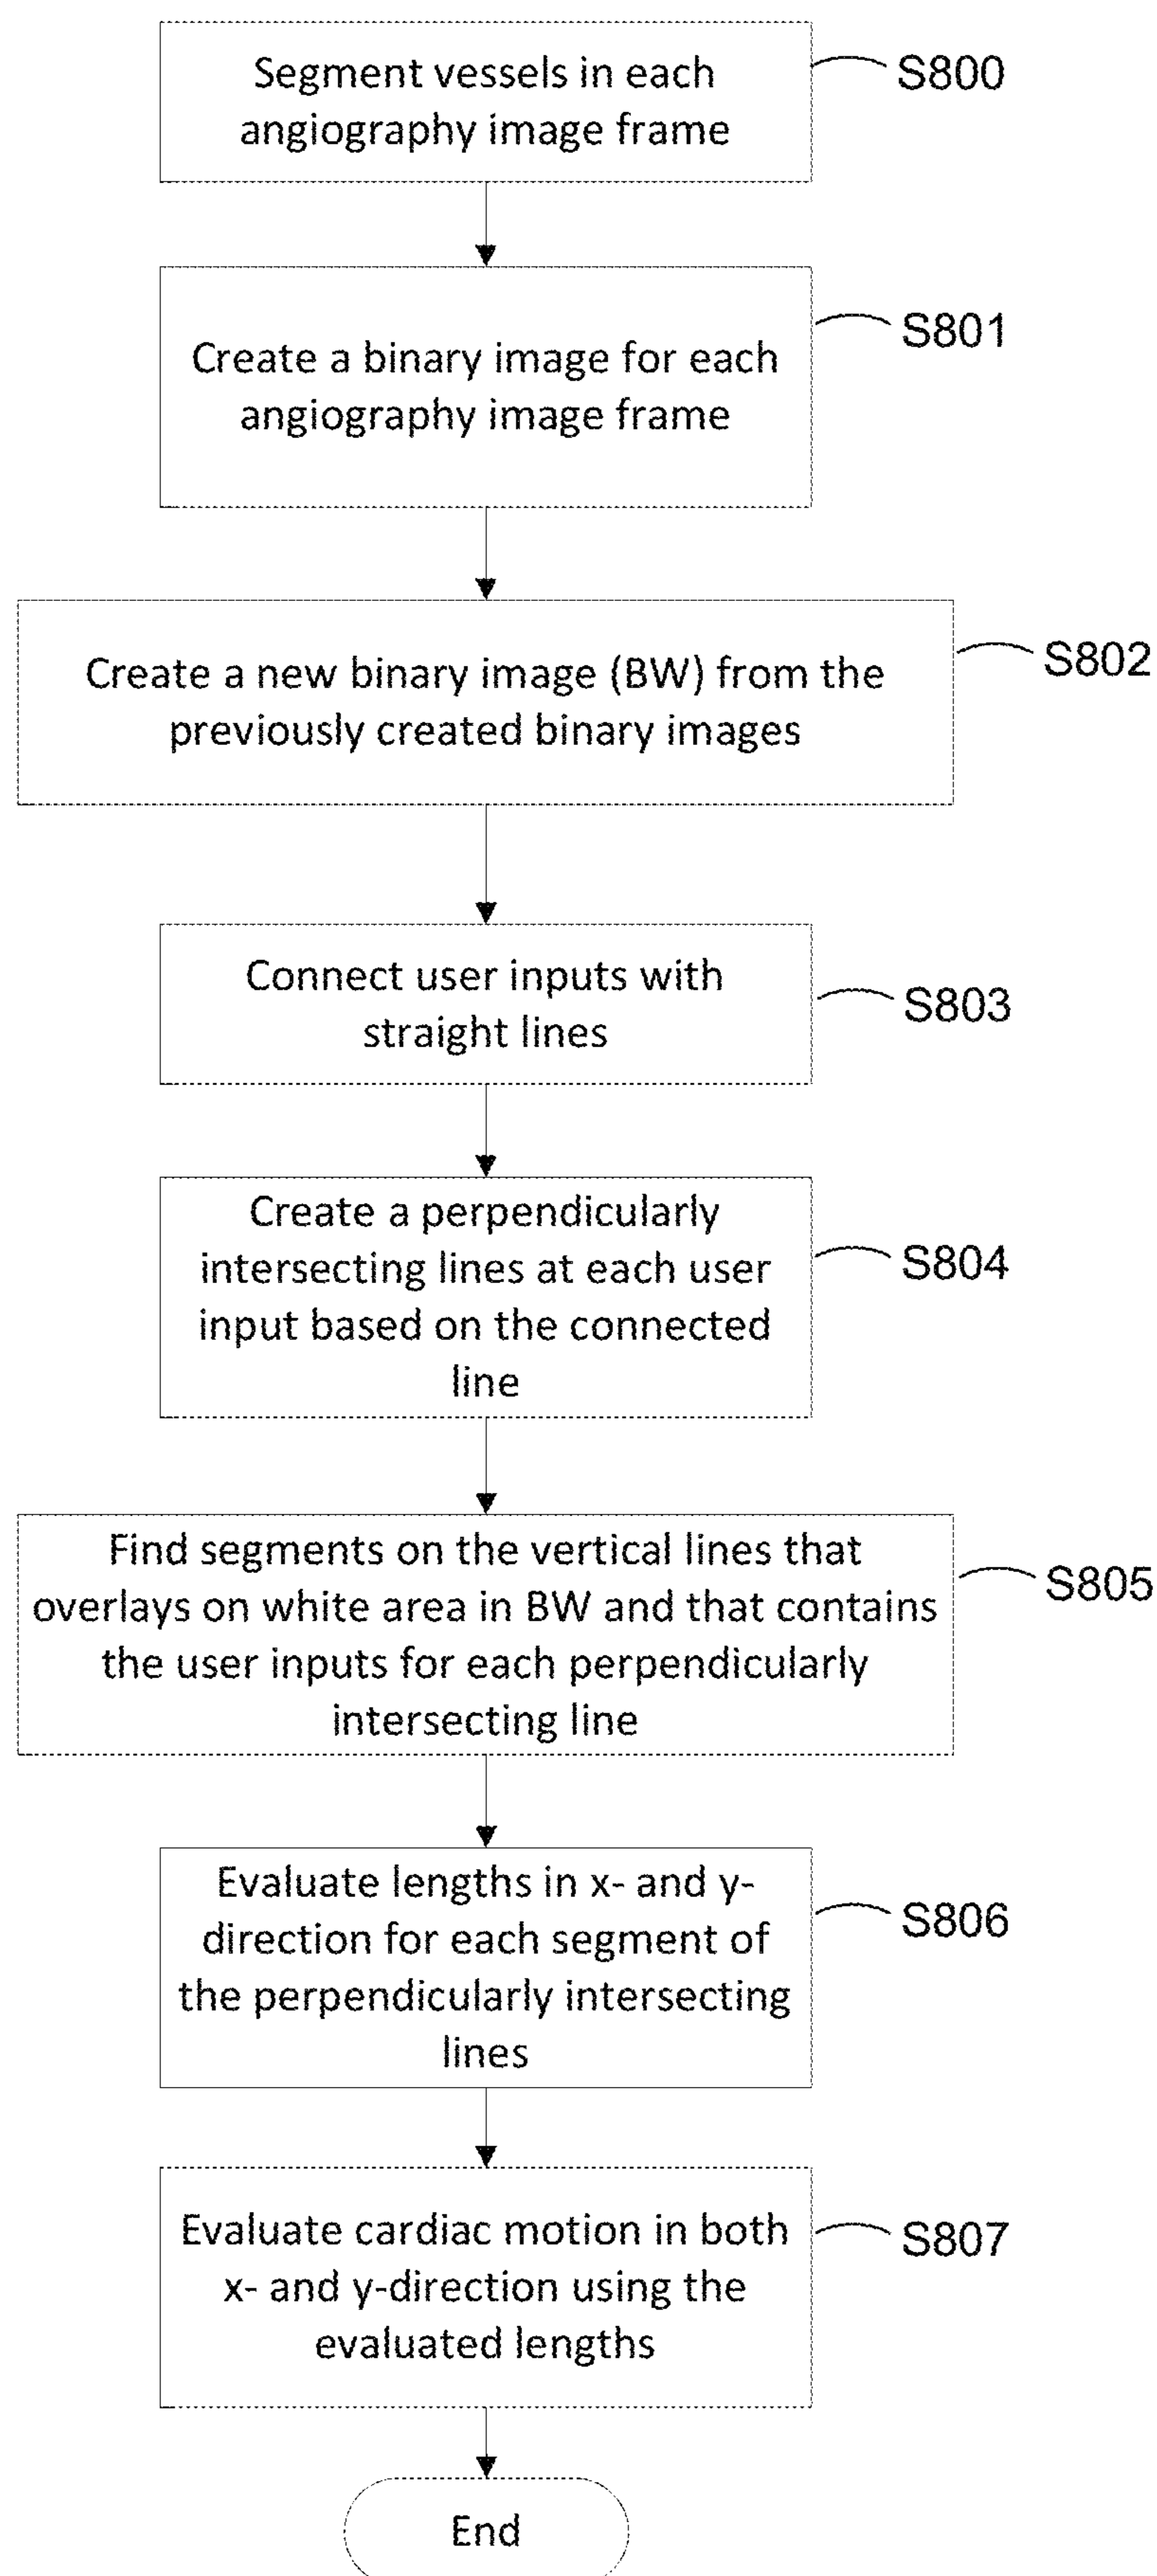 Segment vessels in each
angiography image frame
S800
Create a binary image for each
angiography image frame
S801
Create a new binary image (BW) from the
previously created binary images
S802
Connect user inputs with
straight lines
S803
Create a perpendicularly
intersecting lines at each user
input based on the connected
line
S804
Find segments on the vertical lines that
overlays on white area in BW and that contains
the user inputs for each perpendicularly
intersecting line
S805
Evaluate lengths in x- and y-
direction for each segment of
the perpendicularly intersecting
lines
S806
Evaluate cardiac motion in both
x- and y-direction using the
evaluated lengths
S807
End